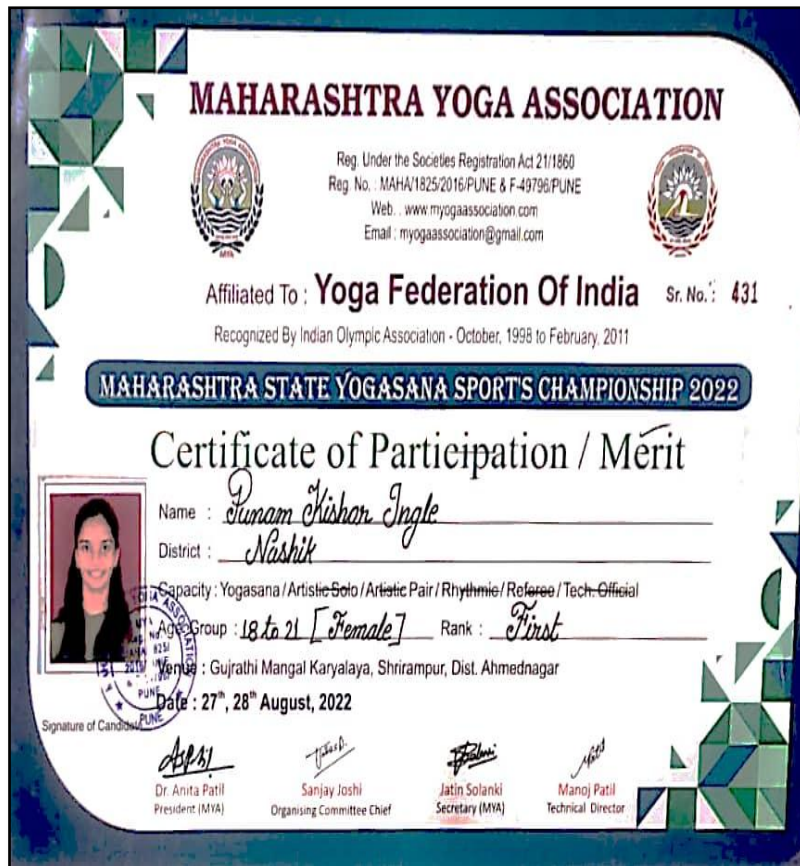 MAHARASHTRA YOGA ASSOCIATION
Reg. Under the Societies Registration Act 21/1860
Reg. No. : MAHA/1825/2016/PUNE & F-49796/PUNE
Web. : www.myogaassociation.com
Email : myogaassociation@gmail.com
MYA
Affiliated To : Yoga Federation Of India Sr. No. : 431
Recognized By Indian Olympic Association - October, 1998 to February, 2011
MAHARASHTRA STATE YOGASANA SPORT'S CHAMPIONSHIP 2022
Certificate of Participation / Merit
Name : Punam Kishor Ingle
District : Nashik
Capacity : Yogasana / Artistic Solo / Artistic Pair / Rhythmic / Referee / Tech. Official
Age Group : 18 to 21 [Female] Rank : First
Venue : Gujrathi Mangal Karyalaya, Shrirampur, Dist. Ahmednagar
Date : 27th, 28th August, 2022
PUNE
Signature of Candidate
Dr. Anita Patil Sanjay Joshi Jatin Solanki Manoj Patil
President (MYA) Organising Committee Chief Secretary (MYA) Technical Director